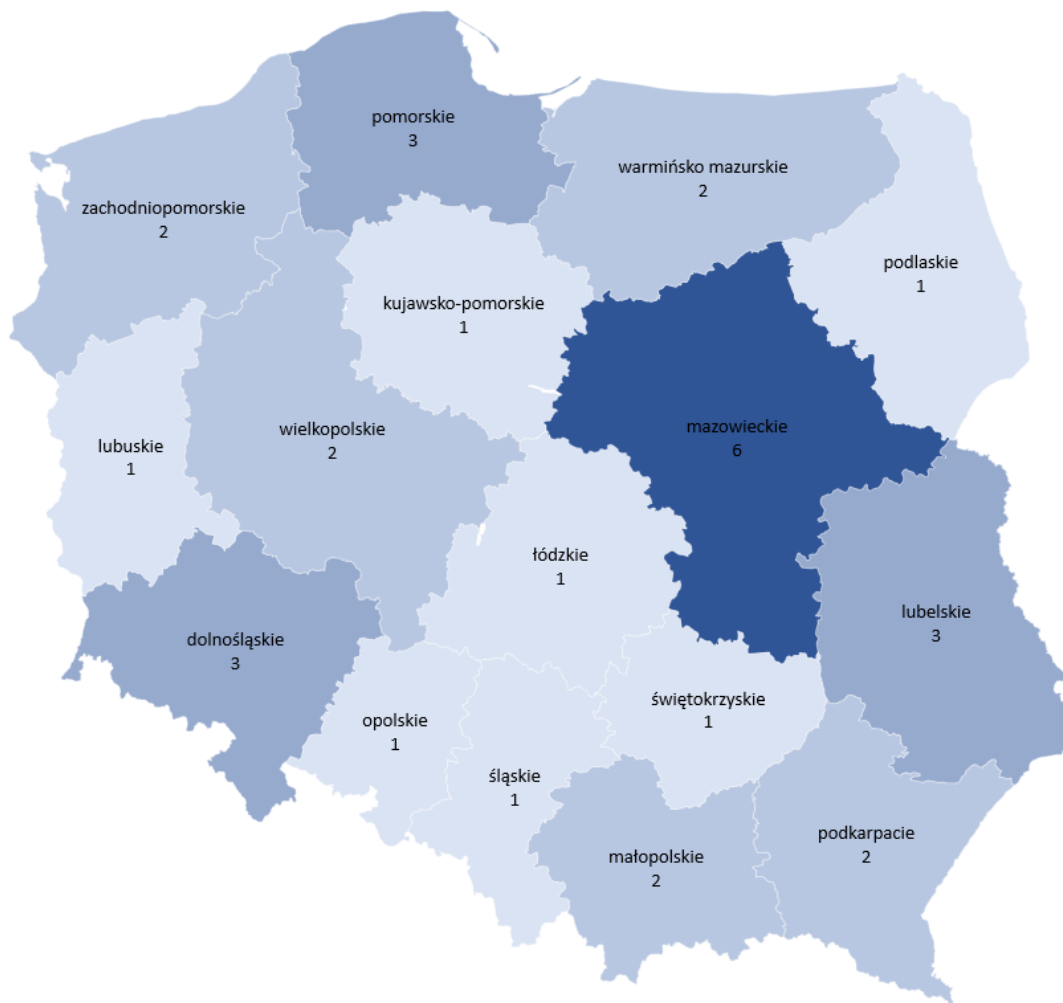 pomorskie
3
warmińsko mazurskie
2
zachodniopomorskie
2
podlaskie
1
kujawsko-pomorskie
1
mazowieckie
6
wielkopolskie
2
lubuskie
1
łódzkie
1
lubelskie
3
dolnośląskie
3
świętokrzyskie
1
opolskie
1
śląskie
1
podkarpacie
2
małopolskie
2